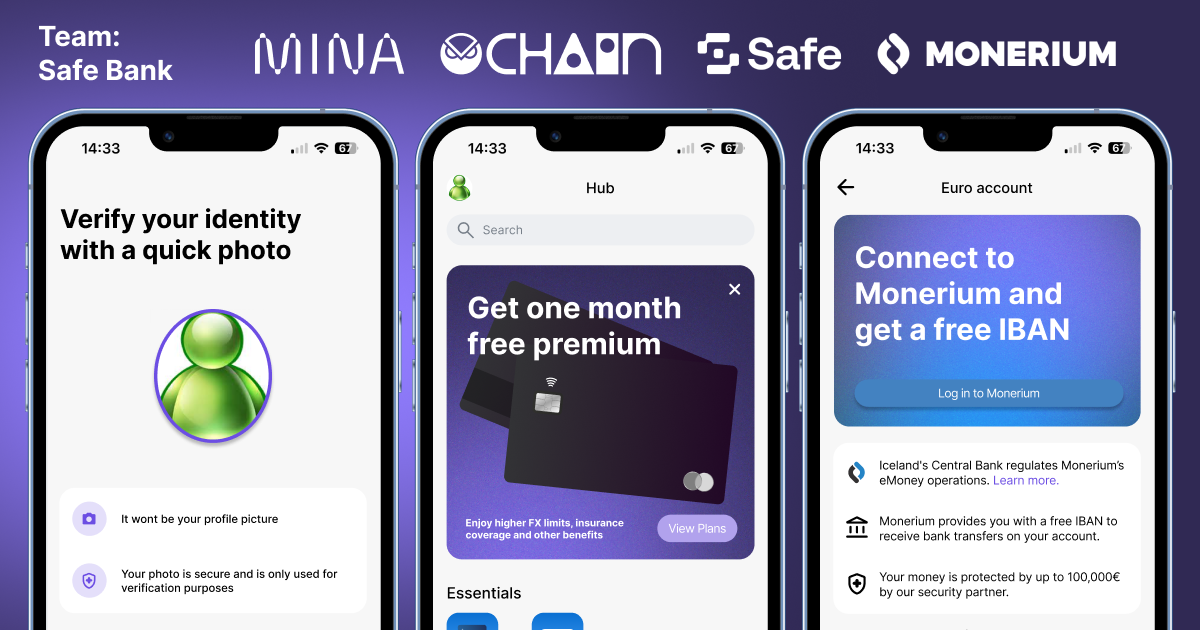 Team:
Safe Bank
MINA
CHAIN
Safe
MONERIUM
14:33
67
Verify your identity
with a quick photo
It wont be your profile picture
Your photo is secure and is only used for
verification purposes
14:33
67
Hub
Search
Get one month
free premium
Enjoy higher FX limits, insurance
coverage and other benefits
View Plans
Essentials
14:33
67
Euro account
Connect to
Monerium and
get a free IBAN
Log in to Monerium
Iceland's Central Bank regulates Monerium's
eMoney operations. Learn more.
Monerium provides you with a free IBAN to
receive bank transfers on your account.
Your money is protected by up to 100,000€
by our security partner.